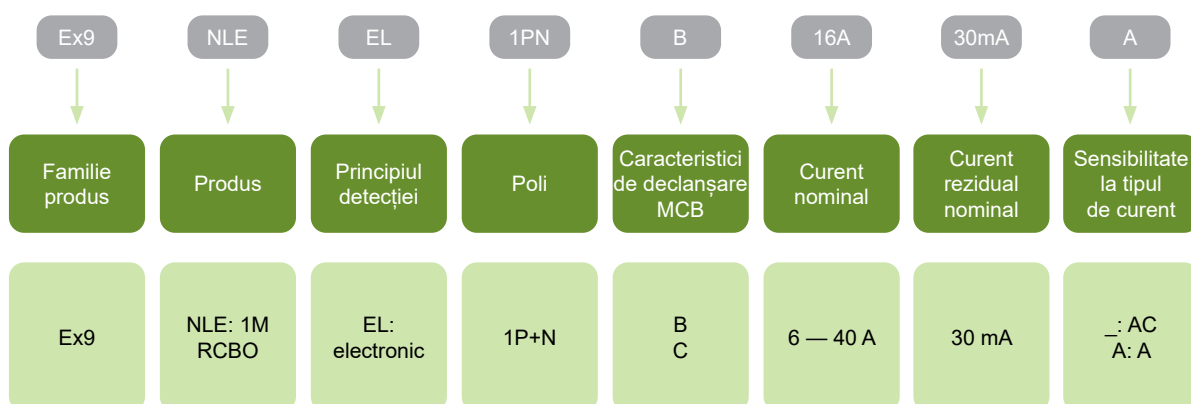 Ex9
NLE
EL
1PN
B
16A
30mA
A
Familie
produs
Produs
Principiul
detecției
Poli
Caracteristici
de declanșare
MCB
Curent
nominal
Curent
rezidual
nominal
Sensibilitate
la tipul
de curent
Ex9
NLE: 1M
RCBO
EL:
electronic
1P+N
B
C
6 — 40 A
30 mA
_: AC
A: A